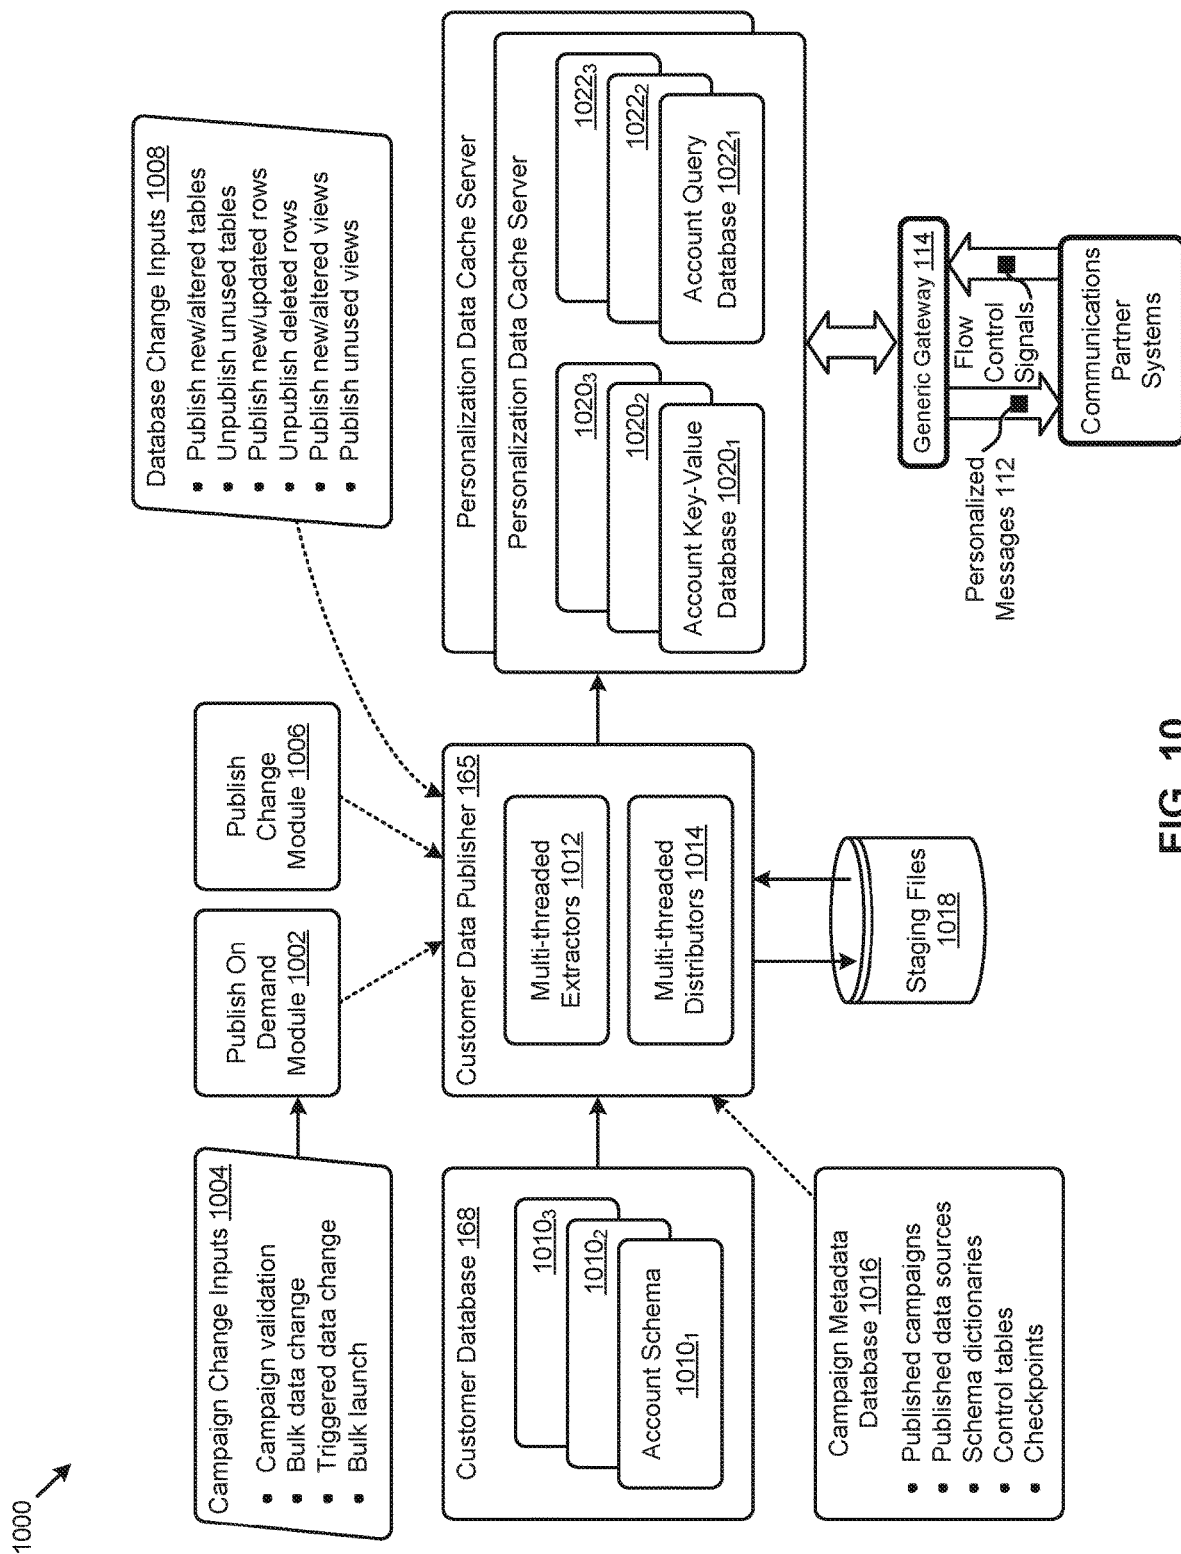 1000
Campaign Change Inputs 1004
• Campaign validation
• Bulk data change
• Triggered data change
• Bulk launch
Publish On
Demand
Module 1002
Publish
Change
Module 1006
Database Change Inputs 1008
• Publish new/altered tables
• Unpublish unused tables
• Publish new/updated rows
• Unpublish deleted rows
• Publish new/altered views
• Publish unused views
Customer Database 168
1010₃
1010₂
Account Schema
1010₁
Customer Data Publisher 165
Multi-threaded
Extractors 1012
Multi-threaded
Distributors 1014
Personalization Data Cache Server
Personalization Data Cache Server
1020₃
1020₂
Account Key-Value
Database 1020₁
1022₃
1022₂
Account Query
Database 1022₁
Campaign Metadata
Database 1016
• Published campaigns
• Published data sources
• Schema dictionaries
• Control tables
• Checkpoints
Staging Files
1018
Generic Gateway 114
Personalized
Messages 112
Flow
Control
Signals
Communications
Partner
Systems
FIG. 10